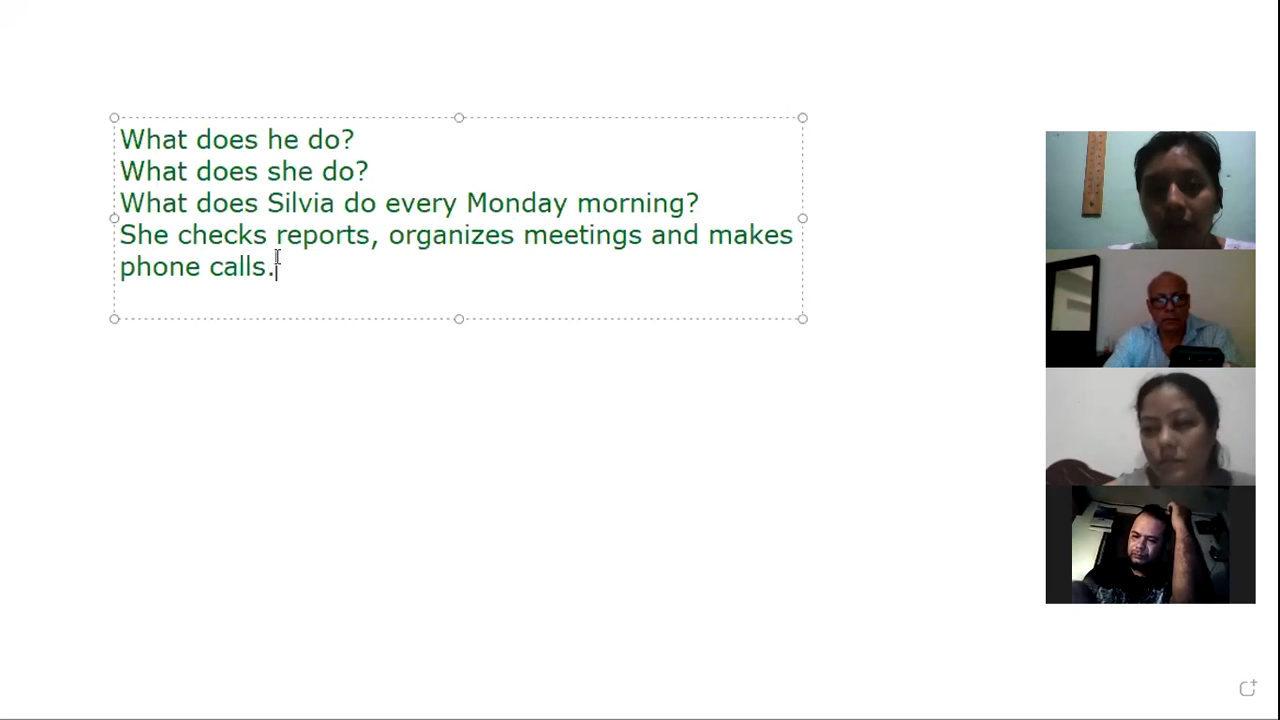 What does he do?
What does she do?
What does Silvia do every Monday morning?
She checks reports, organizes meetings and makes
phone calls.